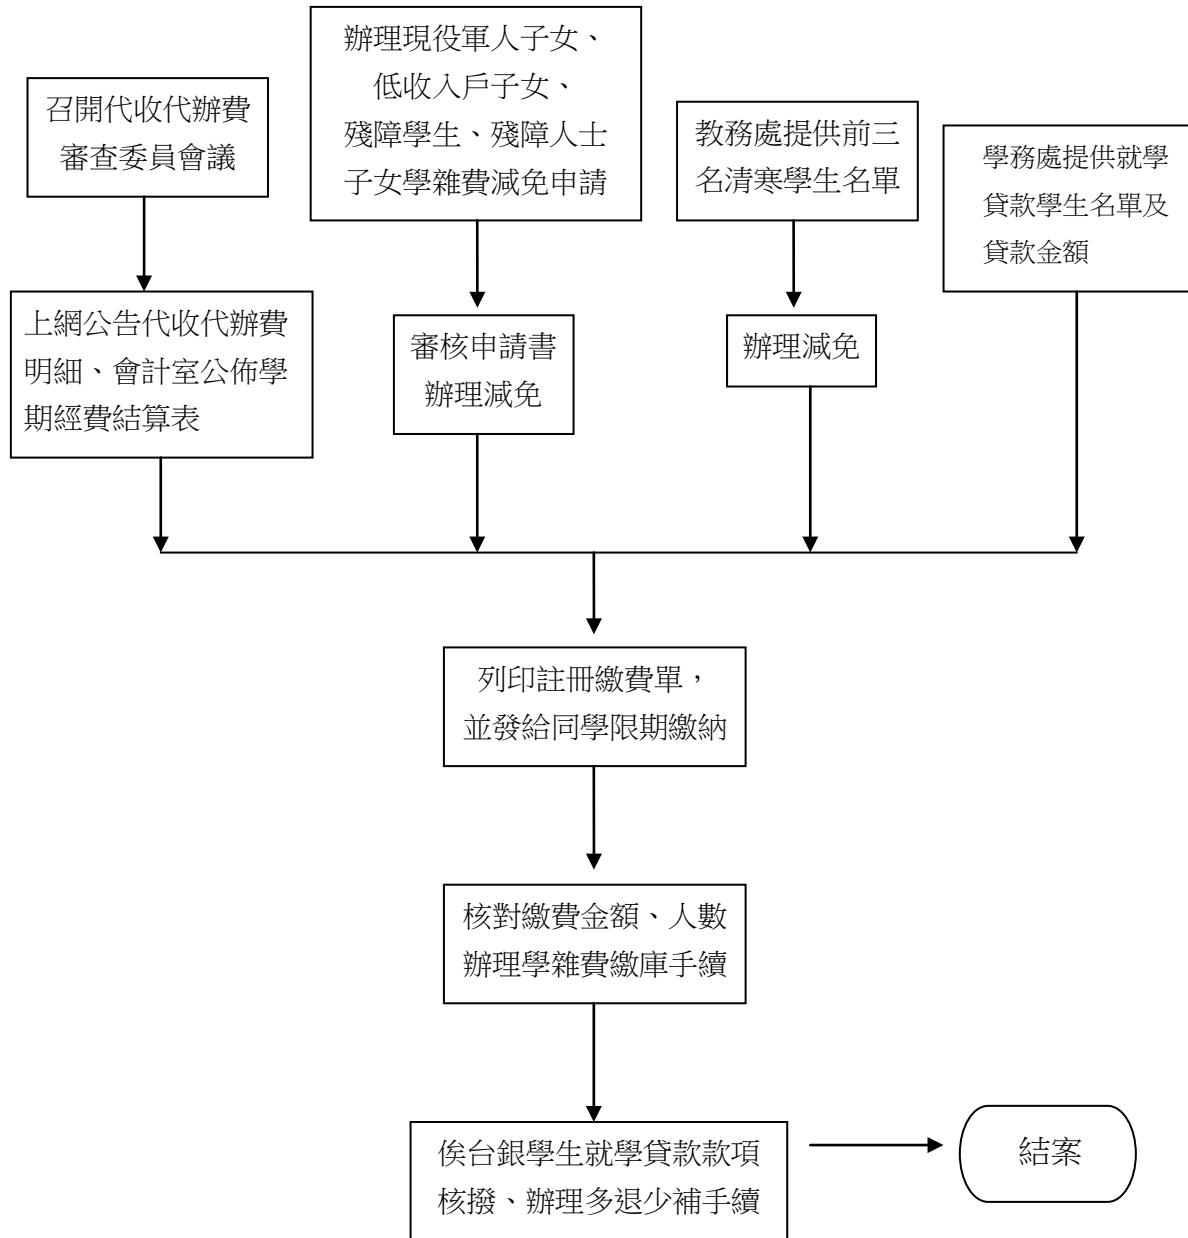 召開代收代辦費
審查委員會議
辦理現役軍人子女、
低收入戶子女、
殘障學生、殘障人士
子女學雜費減免申請
教務處提供前三
名清寒學生名單
學務處提供就學
貸款學生名單及
貸款金額
上網公告代收代辦費
明細、會計室公佈學
期經費結算表
審核申請書
辦理減免
辦理減免
列印註冊繳費單，
並發給同學限期繳納
核對繳費金額、人數
辦理學雜費繳庫手續
俟台銀學生就學貸款款項
核撥、辦理多退少補手續
結案